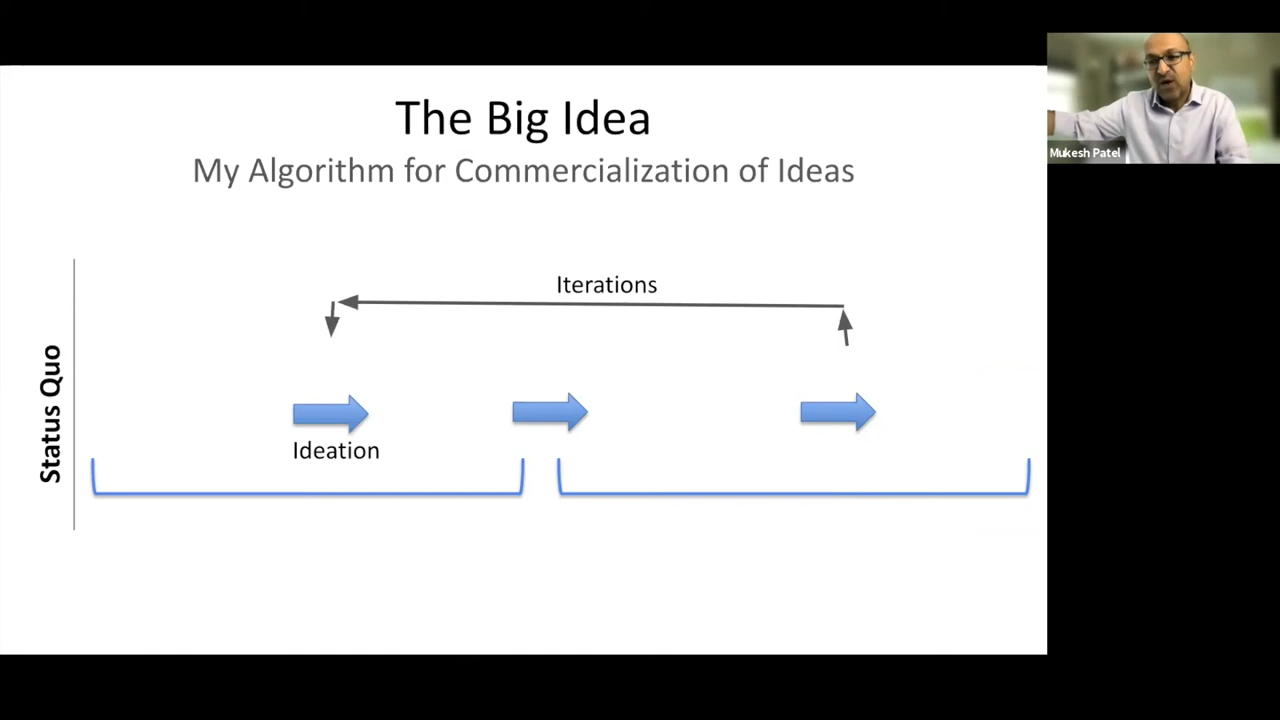 The Big Idea
My Algorithm for Commercialization of Ideas
Iterations
Status Quo
Ideation
Mukesh Patel